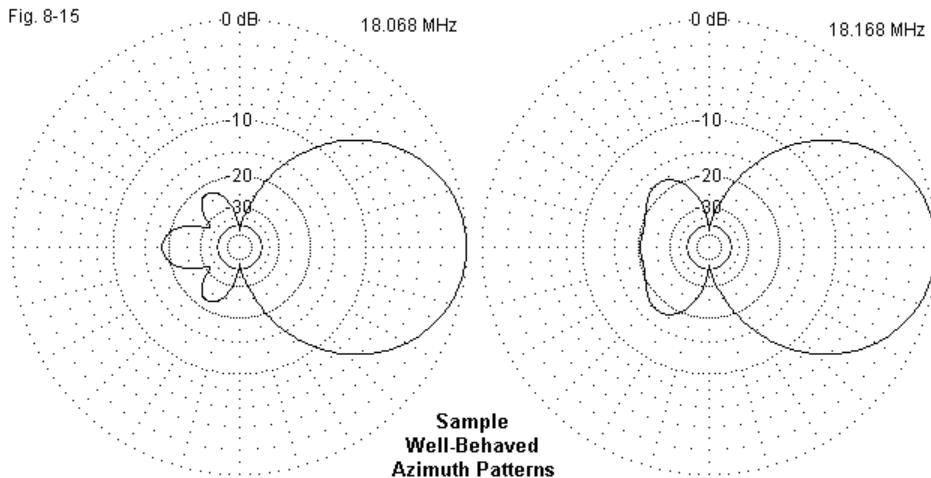 Fig. 8-15
0 dB
18.068 MHz
-10
-20
-30
0 dB
18.168 MHz
-10
-20
-30
Sample
Well-Behaved
Azimuth Patterns